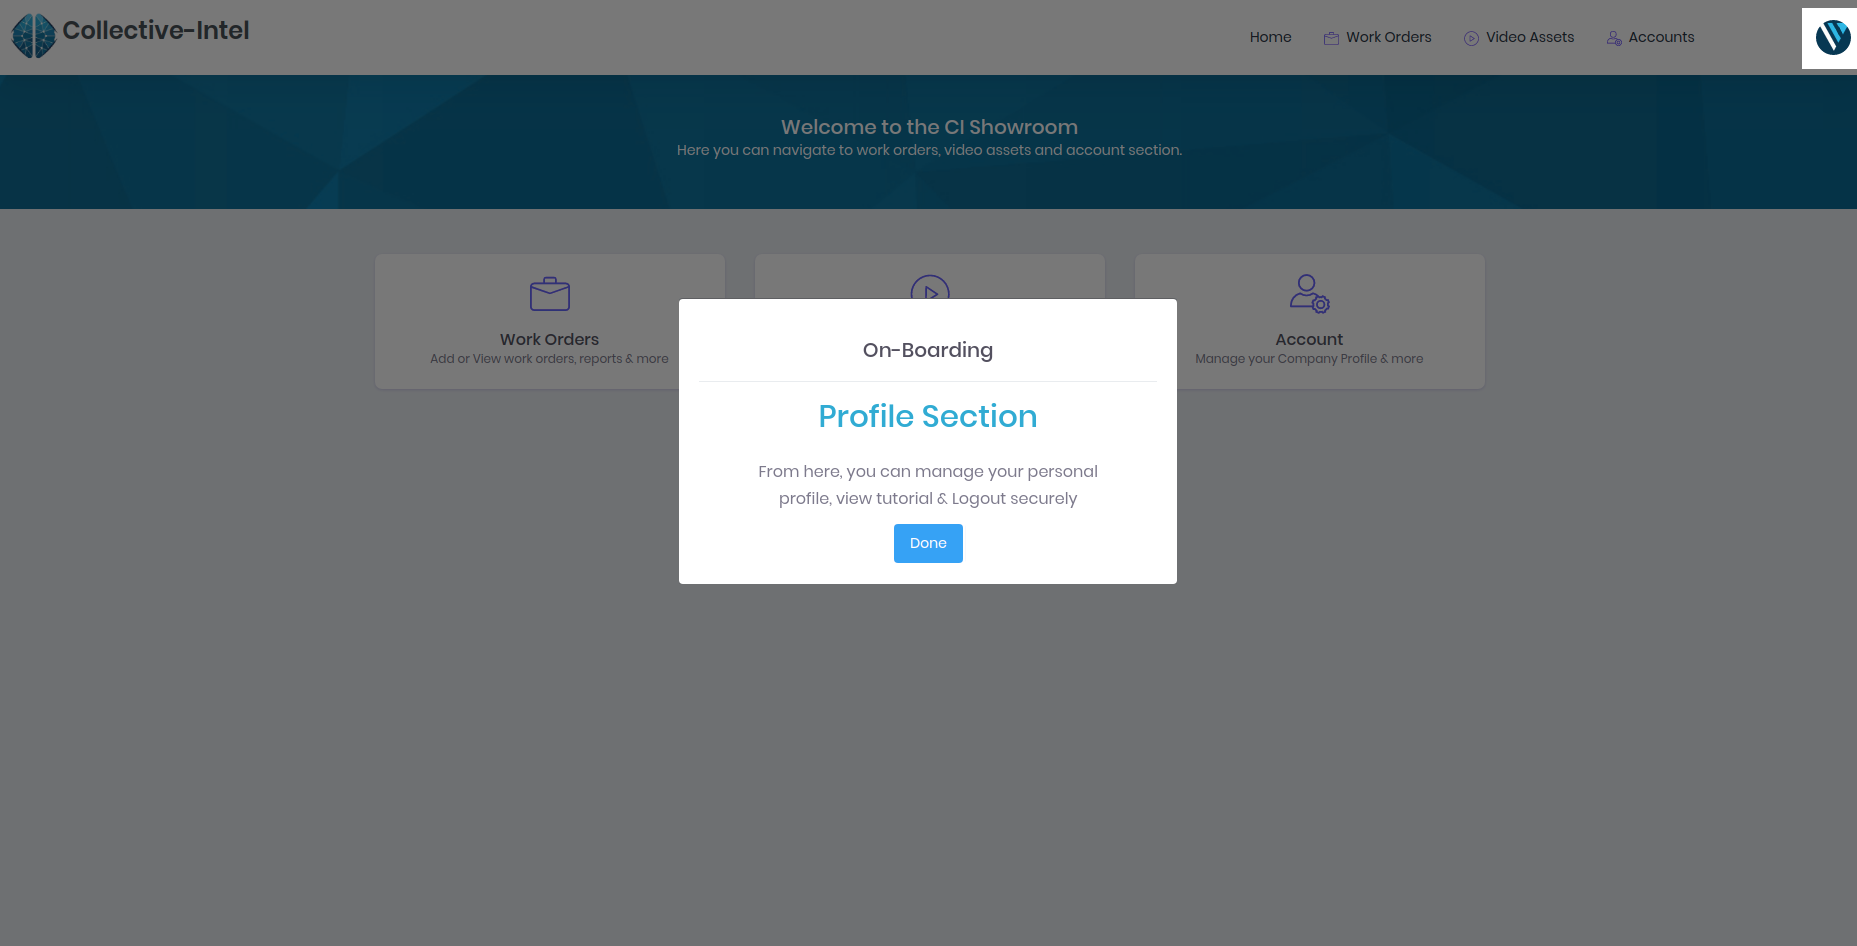 Collective-Intel
Home
Work Orders
Video Assets
Accounts
Welcome to the CI Showroom
Here you can navigate to work orders, video assets and account section.
Work Orders
Add or View work orders, reports & more
Account
Manage your Company Profile & more
On-Boarding
Profile Section
From here, you can manage your personal
profile, view tutorial & Logout securely
Done